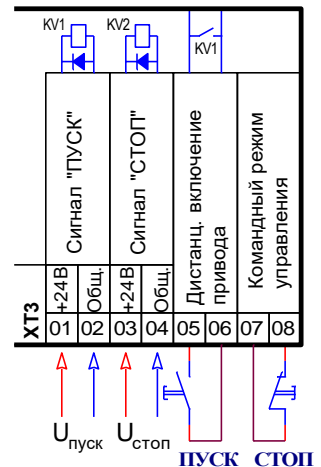 KV1
KV2
KV1
Сигнал "ПУСК"
Сигнал "СТОП"
Дистанц. включение
привода
Командный режим
управления
+24В
Общ.
+24В
Общ.
XT3
01 02 03 04 05 06 07 08
Uпуск Uстоп
ПУСК СТОП